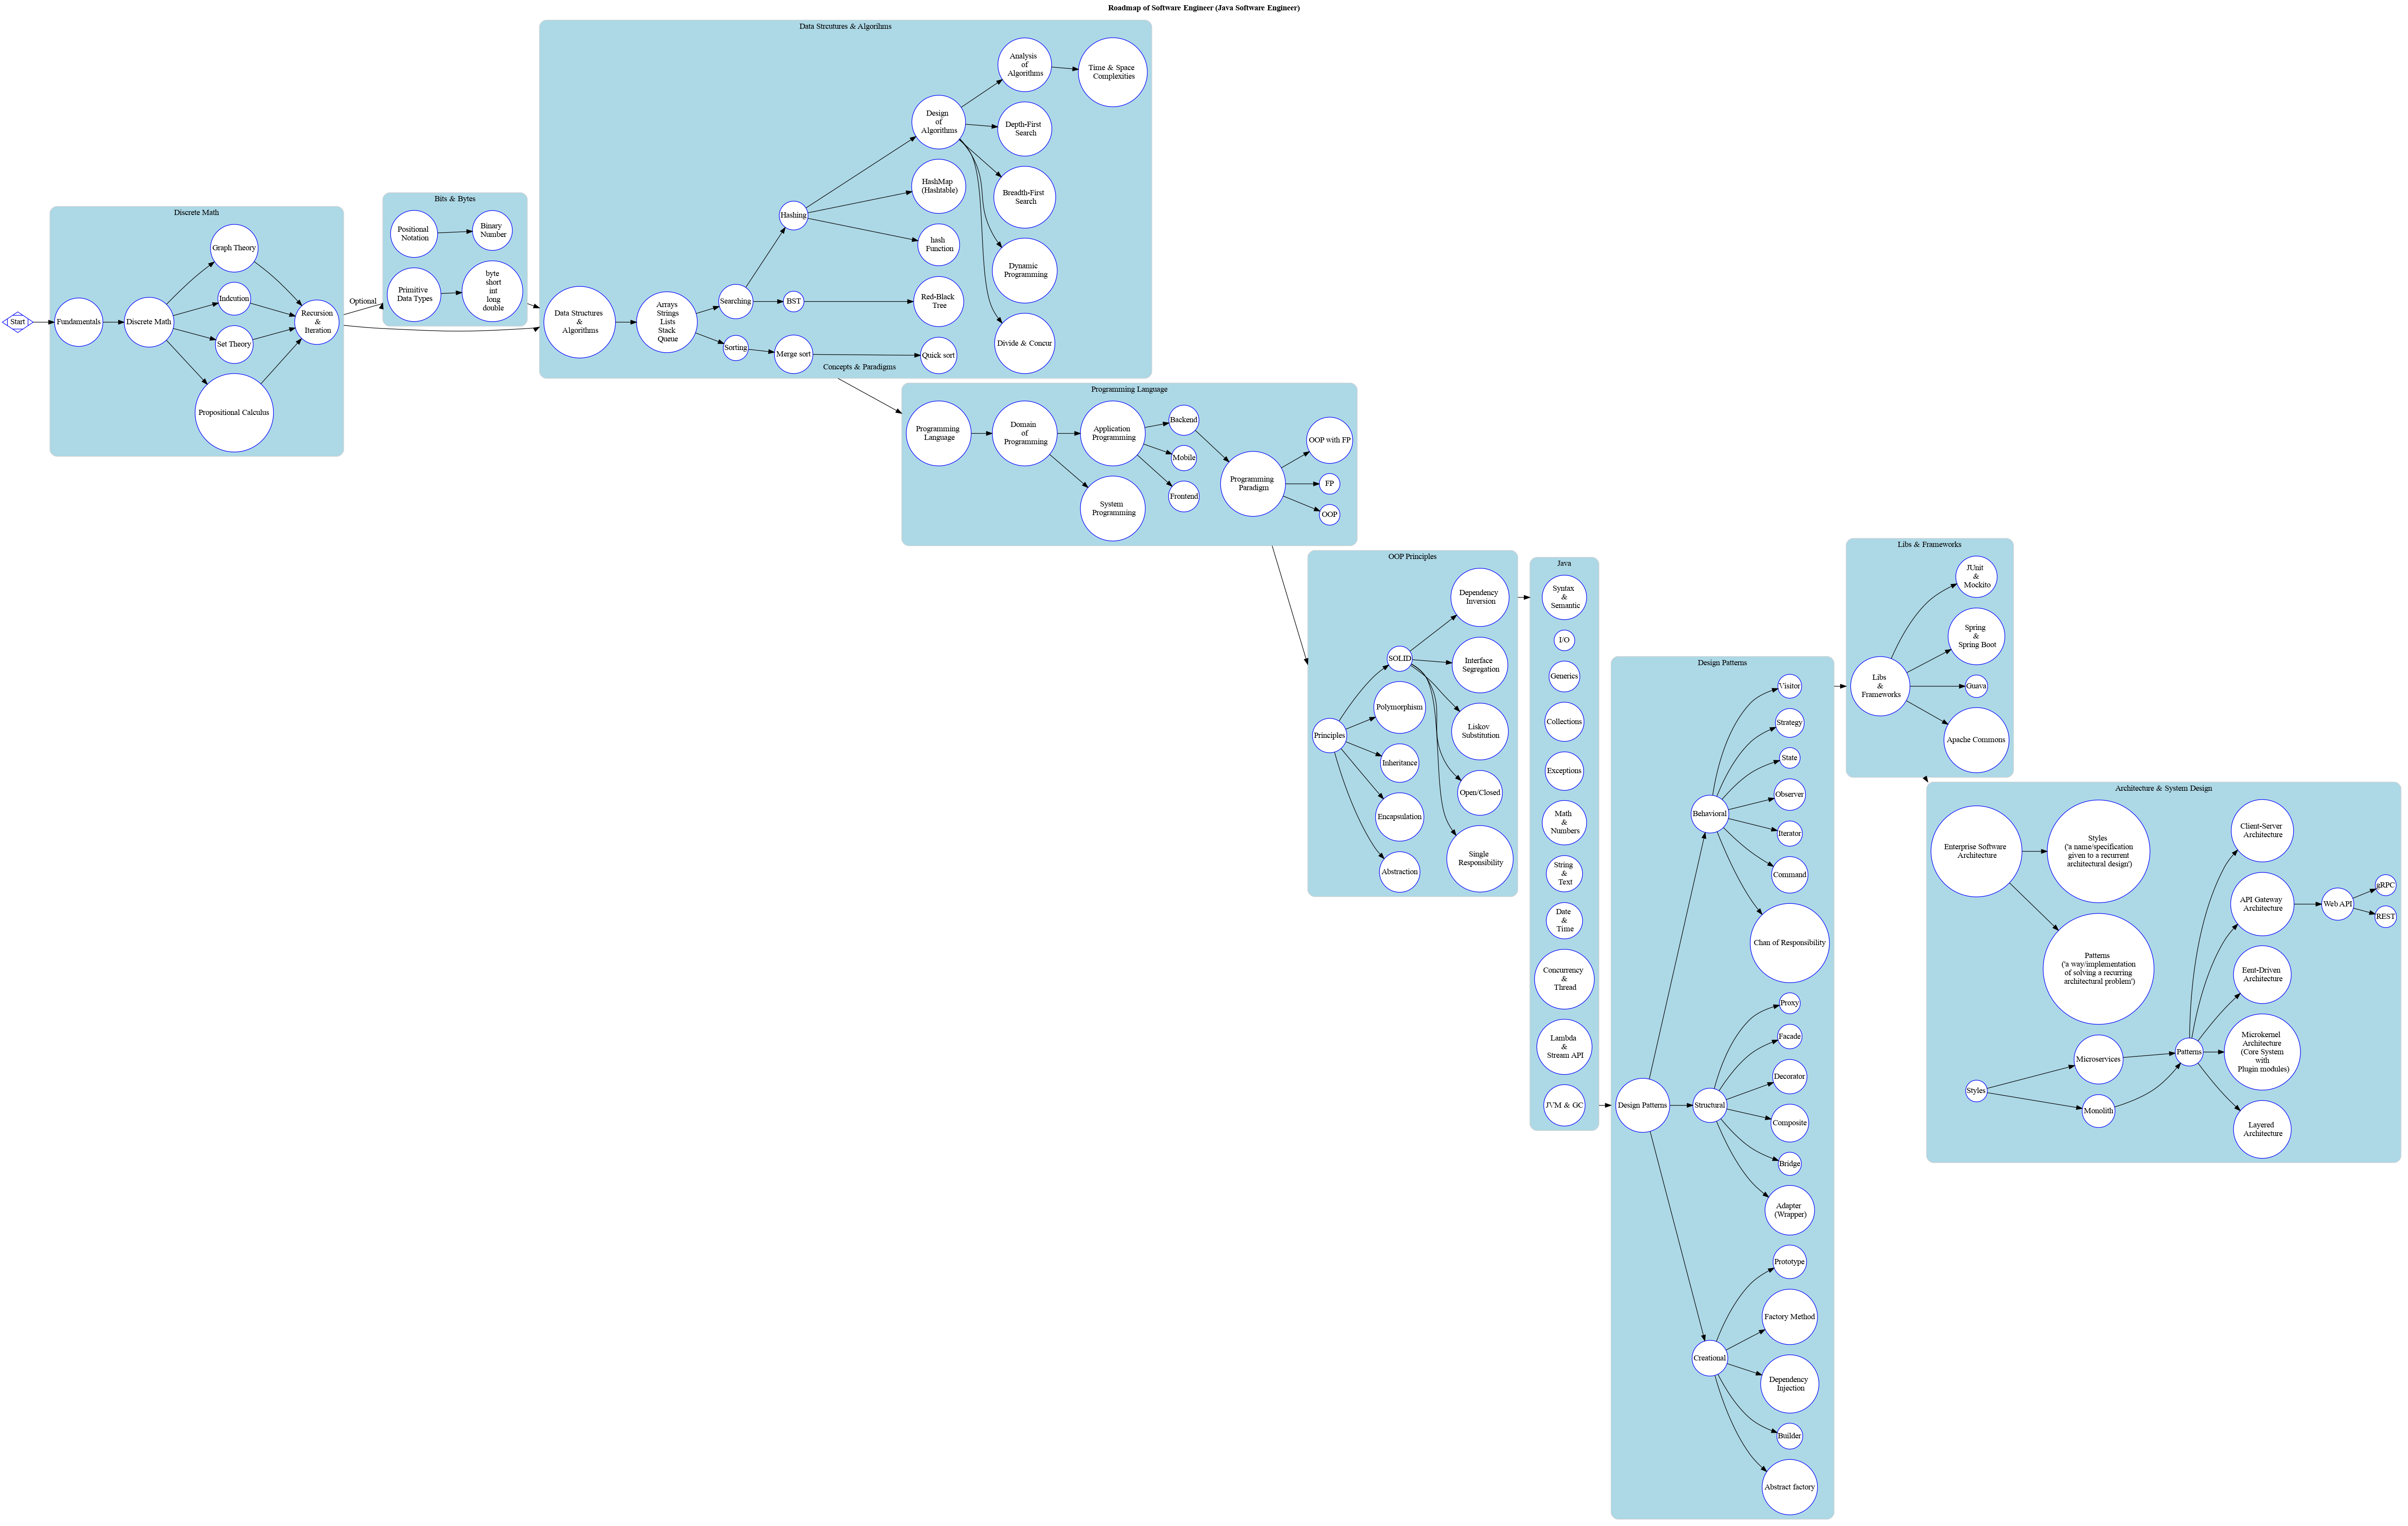 Roadmap of Software Engineer (Java Software Engineer)
Start
Discrete Math
Fundamentals
Discrete Math
Graph Theory
Indcution
Set Theory
Propositional Calculus
Recursion
&
Iteration
Optional
Bits & Bytes
Positional
Notation
Binary
Number
Primitive
Data Types
byte
short
int
long
double
Data Strcutures & Algorihms
Data Structures
&
Algorithms
Arrays
Strings
Lists
Stack
Queue
Searching
Sorting
Hashing
BST
Merge sort
Design
of
Algorithms
HashMap
(Hashtable)
hash
Function
Red-Black
Tree
Quick sort
Analysis
of
Algorithms
Depth-First
Search
Breadth-First
Search
Dynamic
Programming
Divide & Concur
Time & Space
Complexities
Concepts & Paradigms
Programming Language
Programming
Language
Domain
of
Programming
Application
Programming
System
Programming
Backend
Mobile
Frontend
Programming
Paradigm
OOP with FP
FP
OOP
OOP Principles
Principles
SOLID
Polymorphism
Inheritance
Encapsulation
Abstraction
Dependency
Inversion
Interface
Segregation
Liskov
Substitution
Open/Closed
Single
Responsibility
Java
Syntax
&
Semantic
I/O
Generics
Collections
Exceptions
Math
&
Numbers
String
&
Text
Date
&
Time
Concurrency
&
Thread
Lambda
&
Stream API
JVM & GC
Design Patterns
Design Patterns
Behavioral
Structural
Creational
Visitor
Strategy
State
Observer
Iterator
Command
Chan of Responsibility
Proxy
Facade
Decorator
Composite
Bridge
Adapter
(Wrapper)
Prototype
Factory Method
Dependency
Injection
Builder
Abstract factory
Libs & Frameworks
Libs
&
Frameworks
JUnit
&
Mockito
Spring
&
Spring Boot
Guava
Apache Commons
Architecture & System Design
Enterprise Software
Architecture
Styles
('a name/specification
given to a recurrent
architectural design')
Patterns
('a way/implementation
of solving a recurring
architectural problem')
Styles
Microservices
Monolith
Patterns
Client-Server
Architecture
API Gateway
Architecture
Eent-Driven
Architecture
Microkernel
Architecture
(Core System
with
Plugin modules)
Layered
Architecture
Web API
gRPC
REST